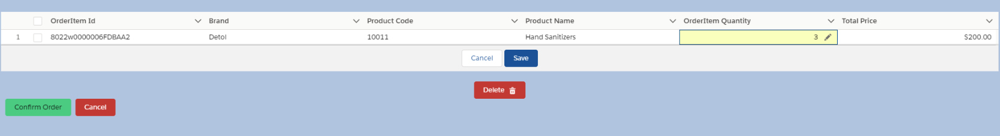 OrderItem Id Brand Product Code Product Name OrderItem Quantity Total Price
1 8022w0000006FDBAA2 Detol 10011 Hand Sanitizers 3 $200.00
Cancel Save
Delete
Confirm Order Cancel